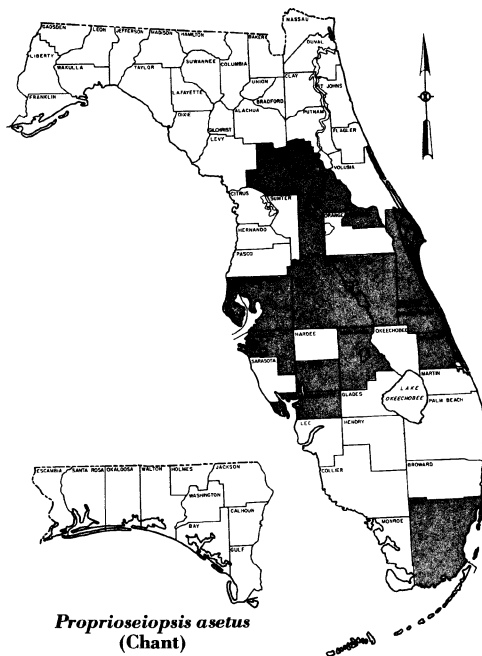 NASSAU
GADSDEN
LEON
JEFFERSON
MADISON
HAMILTON
BAKER
DUVAL
LIBERTY
WAKULLA
TAYLOR
SUWANNEE
COLUMBIA
UNION
CLAY
ST JOHNS
FRANKLIN
LAFAYETTE
BRADFORD
DIXIE
ALACHUA
PUTNAM
GILCHRIST
FLAGLER
LEVY
VOLUSIA
CITRUS
SUMTER
ORANGE
HERNANDO
PASCO
HARDEE
OKEECHOBEE
SARASOTA
MARTIN
GLADES
LAKE
OKEECHOBEE
PALM BEACH
LEE
HENDRY
COLLIER
BROWARD
MONROE
ESCAMBIA
SANTA ROSA
OKALOOSA
WALTON
HOLMES
JACKSON
WASHINGTON
BAY
CALHOUN
GULF
Proprioseiopsis asetus
(Chant)